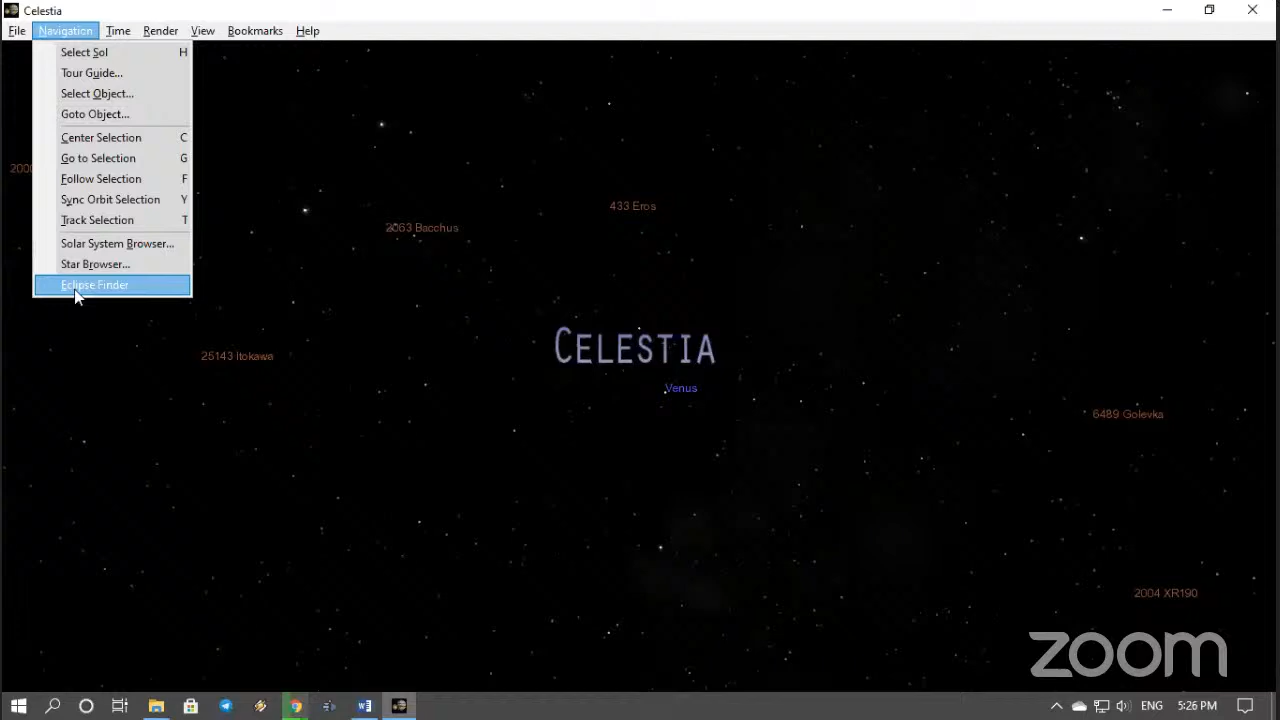 Celestia
File Navigation Time Render View Bookmarks Help
Select Sol H
Tour Guide...
Select Object...
Goto Object...
Center Selection C
Go to Selection G
Follow Selection F
Sync Orbit Selection Y
Track Selection T
Solar System Browser...
Star Browser...
Eclipse Finder
433 Eros
2063 Bacchus
CELESTIA
25143 Itokawa
Venus
6489 Golevka
2004 XR190
zoom
ENG 5:26 PM